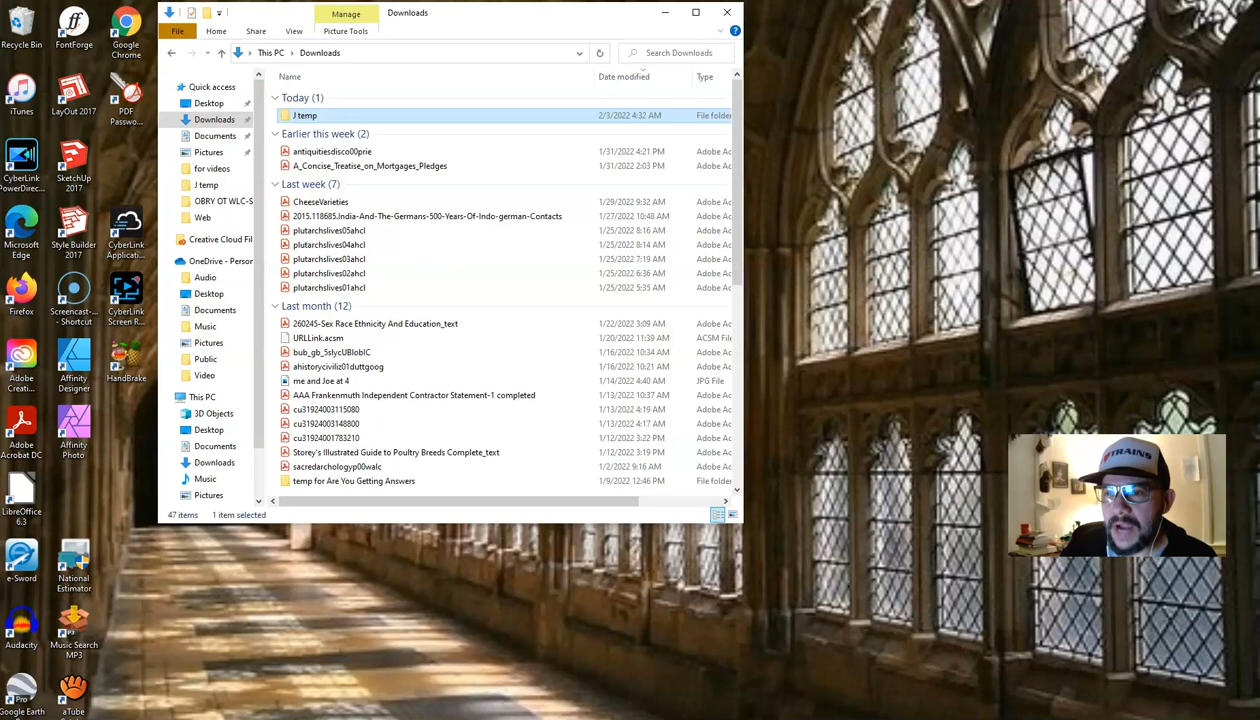 Recycle Bin
FontForge
Google
Chrome
iTunes
LayOut 2017
PDF
Passwo...
CyberLink
PowerDirec...
SketchUp
2017
Microsoft
Edge
Style Builder
2017
CyberLink
Applicati...
Firefox
Screencast-...
- Shortcut
CyberLink
Screen R...
Adobe
Creati...
Affinity
Designer
HandBrake
Adobe
Acrobat DC
Affinity
Photo
LibreOffice
6.3
e-Sword
National
Estimator
Audacity
Music Search
MP3
Pro
Google Earth
aTube
Manage
Downloads
File
Home
Share
View
Picture Tools
This PC > Downloads
Search Downloads
Quick access
Desktop
Downloads
Documents
Pictures
for videos
J temp
OBRY OT WLC-S
Web
Creative Cloud Fil
OneDrive - Person
Audio
Desktop
Documents
Music
Pictures
Public
Video
This PC
3D Objects
Desktop
Documents
Downloads
Music
Pictures
Name Date modified Type
Today (1)
J temp 2/3/2022 4:32 AM File folder
Earlier this week (2)
antiquitiesdisco00prie 1/31/2022 4:21 PM Adobe Ac
A_Concise_Treatise_on_Mortgages_Pledges 1/31/2022 2:03 PM Adobe Ac
Last week (7)
CheeseVarieties 1/29/2022 9:32 AM Adobe Ac
2015.118685.India-And-The-Germans-500-Years-Of-Indo-german-Contacts 1/27/2022 10:48 AM Adobe Ac
plutarchslives05ahcl 1/25/2022 8:16 AM Adobe Ac
plutarchslives04ahcl 1/25/2022 8:14 AM Adobe Ac
plutarchslives03ahcl 1/25/2022 7:19 AM Adobe Ac
plutarchslives02ahcl 1/25/2022 6:36 AM Adobe Ac
plutarchslives01ahcl 1/25/2022 5:35 AM Adobe Ac
Last month (12)
260245-Sex Race Ethnicity And Education_text 1/22/2022 3:09 AM Adobe Ac
URLLink.acsm 1/20/2022 11:39 AM ACSM File
bub_gb_5slycUBlobIC 1/16/2022 10:34 AM Adobe Ac
ahistoryciviliz01duttgoog 1/16/2022 10:21 AM Adobe Ac
me and Joe at 4 1/14/2022 4:40 AM JPG File
AAA Frankenmuth Independent Contractor Statement-1 completed 1/13/2022 10:37 AM Adobe Ac
cu31924003115080 1/13/2022 4:19 AM Adobe Ac
cu31924003148800 1/13/2022 4:17 AM Adobe Ac
cu31924001783210 1/12/2022 3:22 PM Adobe Ac
Storey's Illustrated Guide to Poultry Breeds Complete_text 1/12/2022 3:19 PM Adobe Ac
sacredarchology00walc 1/2/2022 9:16 AM Adobe Ac
temp for Are You Getting Answers 1/9/2022 12:46 PM File folder
47 items 1 item selected
TRAINS